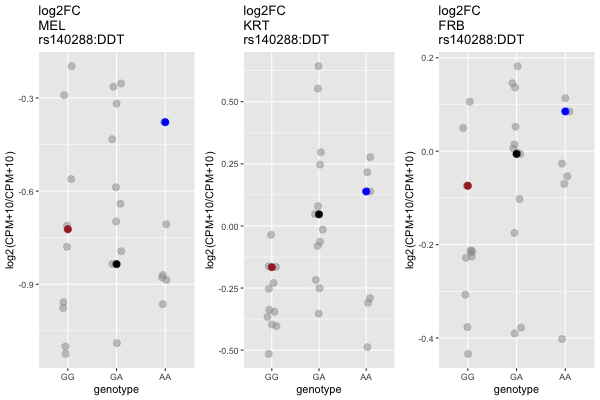 log2FC
MEL
rs140288:DDT
log2(CPM+10/CPM+10)
-0.3
-0.6
-0.9
GG GA AA
genotype
log2FC
KRT
rs140288:DDT
log2(CPM+10/CPM+10)
0.50
0.25
0.00
-0.25
-0.50
GG GA AA
genotype
log2FC
FRB
rs140288:DDT
log2(CPM+10/CPM+10)
0.2
0.0
-0.2
-0.4
GG GA AA
genotype